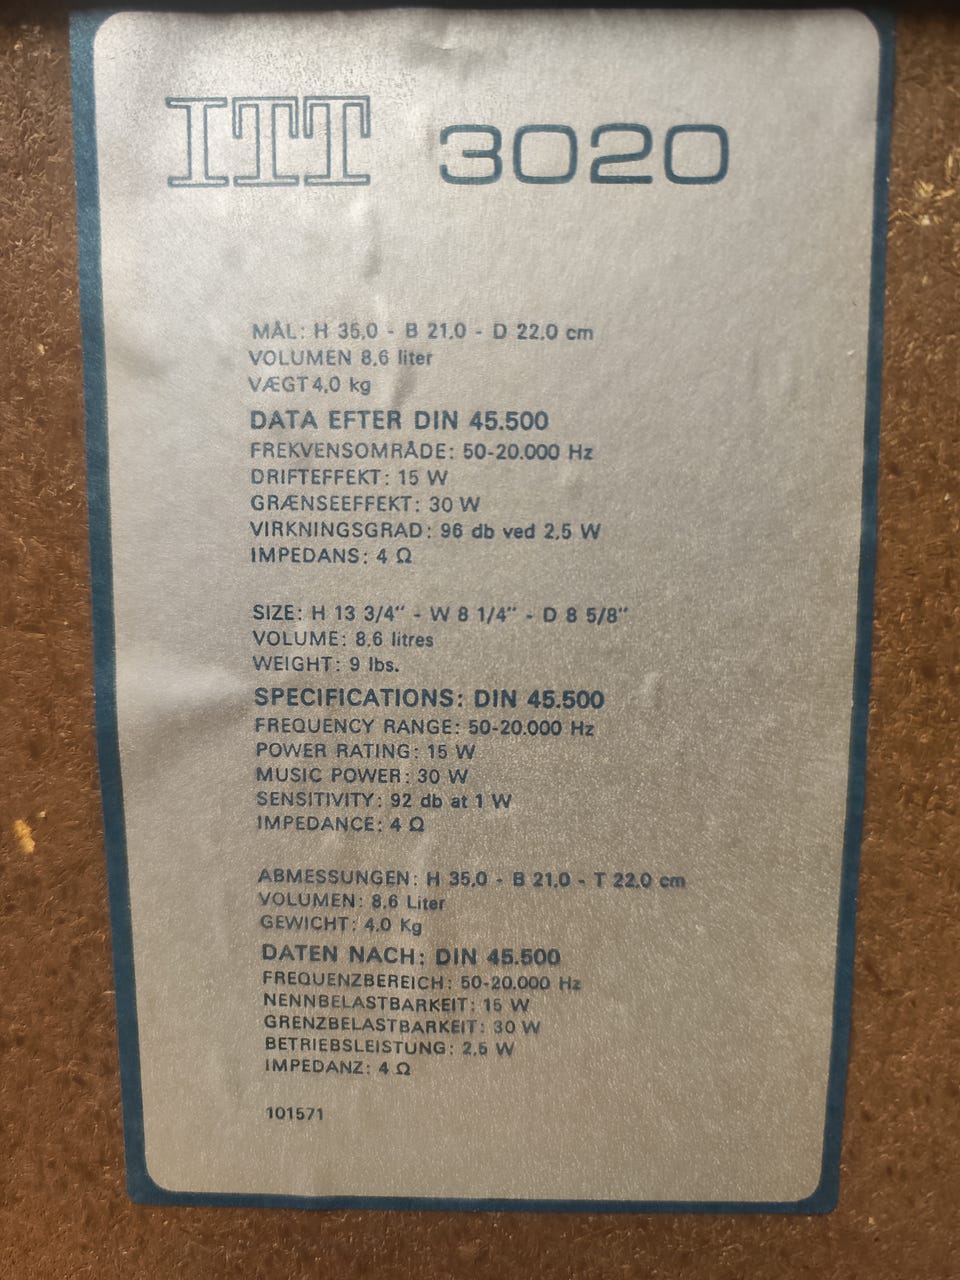 ITT 3020
MÅL: H 35,0 - B 21,0 - D 22,0 cm
VOLUMEN 8,6 liter
VÆGT 4,0 kg
DATA EFTER DIN 45.500
FREKVENSOMRÅDE: 50-20.000 Hz
DRIFTEFFEKT: 15 W
GRÆNSEEFFEKT: 30 W
VIRKNINGSGRAD: 96 db ved 2,5 W
IMPEDANS: 4 Ω
SIZE: H 13 3/4" - W 8 1/4" - D 8 5/8"
VOLUME: 8,6 litres
WEIGHT: 9 lbs.
SPECIFICATIONS: DIN 45.500
FREQUENCY RANGE: 50-20.000 Hz
POWER RATING: 15 W
MUSIC POWER: 30 W
SENSITIVITY: 92 db at 1 W
IMPEDANCE: 4 Ω
ABMESSUNGEN: H 35,0 - B 21,0 - T 22,0 cm
VOLUMEN: 8,6 Liter
GEWICHT: 4,0 Kg
DATEN NACH: DIN 45.500
FREQUENZBEREICH: 50-20.000 Hz
NENNBELASTBARKEIT: 15 W
GRENZBELASTBARKEIT: 30 W
BETRIEBSLEISTUNG: 2,5 W
IMPEDANZ: 4 Ω
101571